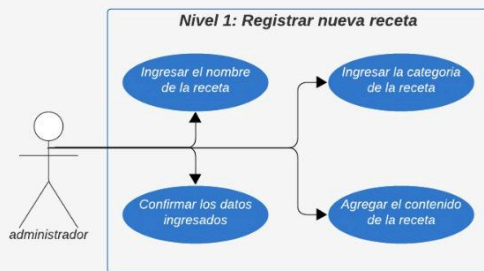 Nivel 1: Registrar nueva receta
Ingresar el nombre
de la receta
Ingresar la categoria
de la receta
Confirmar los datos
ingresados
Agregar el contenido
de la receta
administrador